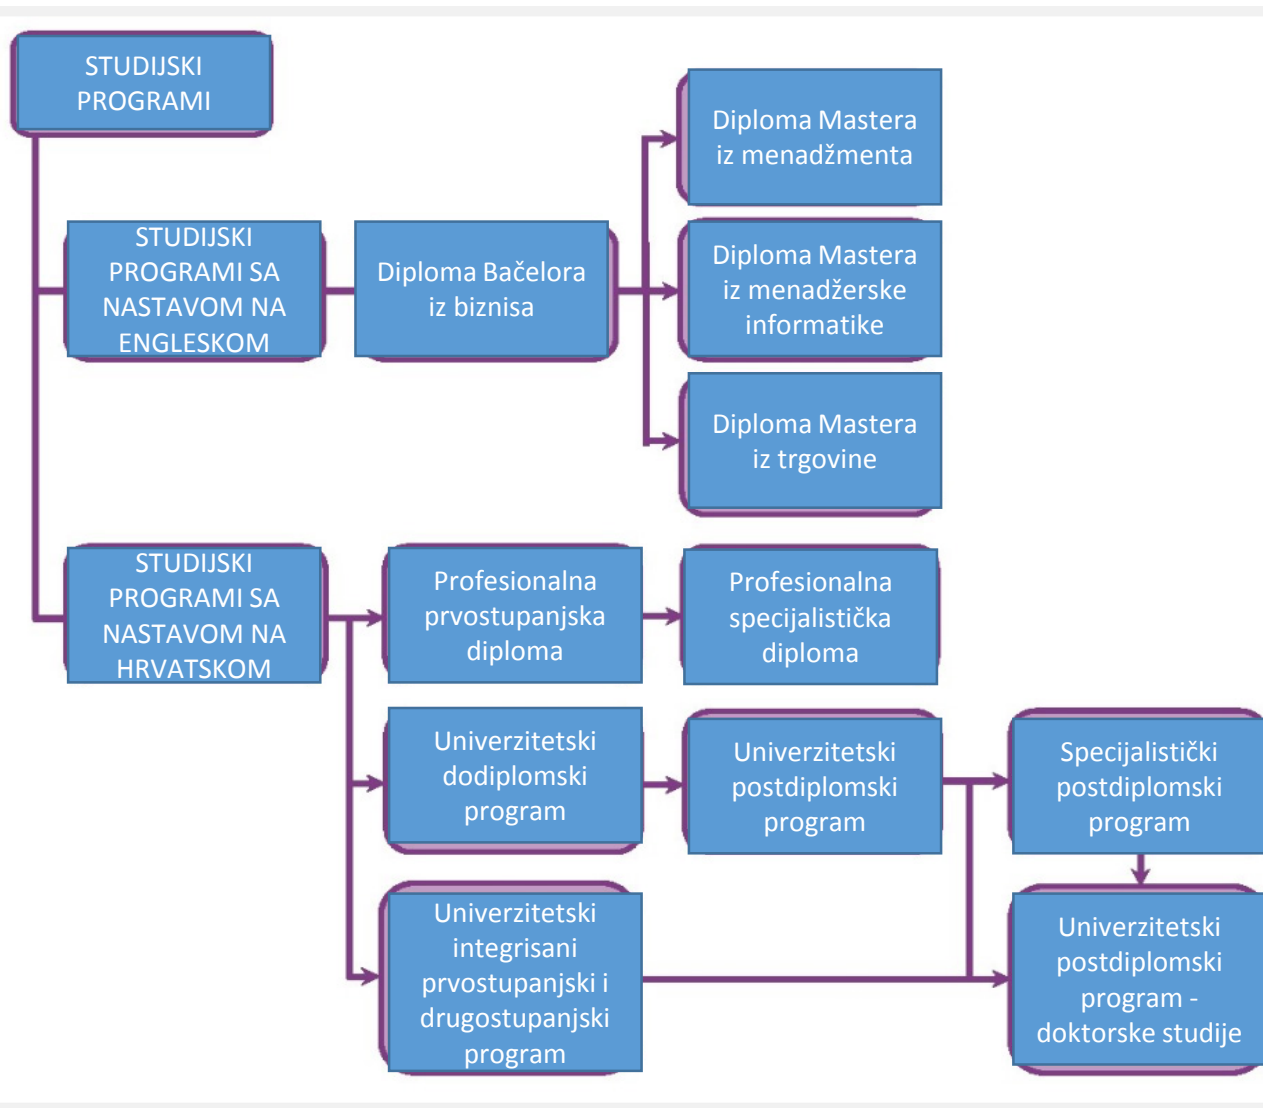 STUDIJSKI
PROGRAMI
STUDIJSKI
PROGRAMI SA
NASTAVOM NA
ENGLESKOM
Diploma Bačelora
iz biznisa
Diploma Mastera
iz menadžmenta
Diploma Mastera
iz menadžerske
informatike
Diploma Mastera
iz trgovine
STUDIJSKI
PROGRAMI SA
NASTAVOM NA
HRVATSKOM
Profesionalna
prvostupanjska
diploma
Profesionalna
specijalistička
diploma
Univerzitetski
dodiplomski
program
Univerzitetski
postdiplomski
program
Specijalistički
postdiplomski
program
Univerzitetski
integrisani
prvostupanjski i
drugostupanjski
program
Univerzitetski
postdiplomski
program -
doktorske studije